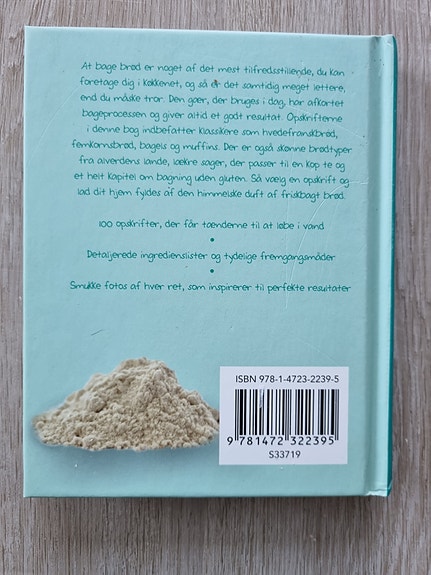 At bage brød er noget af det mest tilfredsstillende, du kan
foretage dig i køkkenet, og så er det samtidig meget lettere,
end du måske tror. Den gær, der bruges i dag, har afkortet
bageprocessen og giver altid et godt resultat. Opskrifterne
i denne bog indbefatter klassikere som hvedefranskbrød,
femkornsbrød, bagels og muffins. Der er også skønne brødtyper
fra alverdens lande, lækre sager, der passer til en kop te og
et helt kapitel om bagning uden gluten. Så vælg en opskrift og
lad dit hjem fyldes af den himmelske duft af friskbagt brød.
100 opskrifter, der får tænderne til at løbe i vand
•
Detaljerede ingredienslister og tydelige fremgangsmåder
•
Smukke fotos af hver ret, som inspirerer til perfekte resultater
ISBN 978-1-4723-2239-5
9 781472 322395
S33719